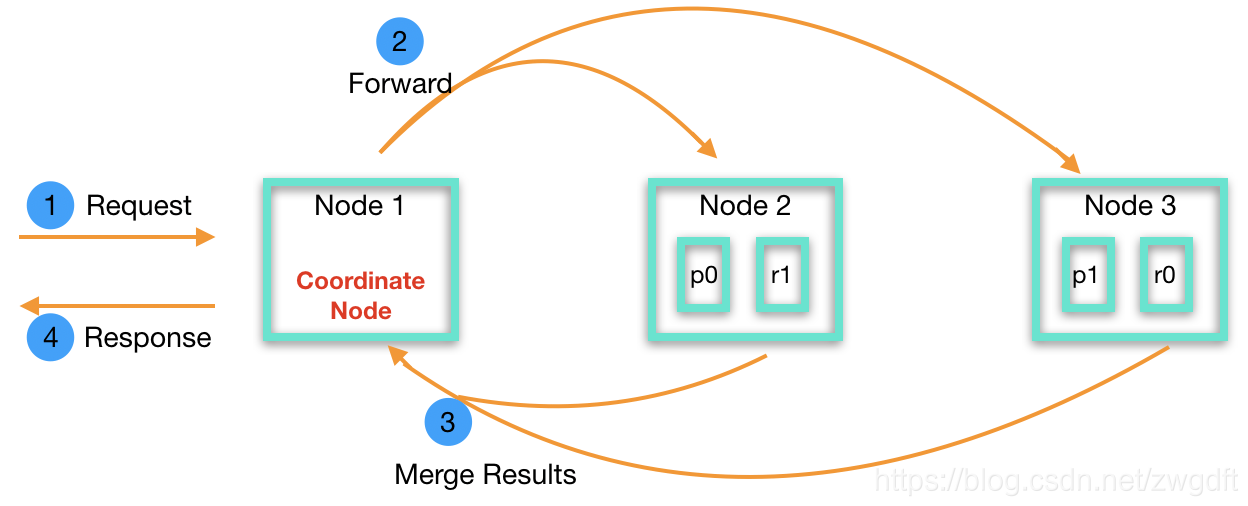 2
Forward
1 Request
Node 1
Node 2
Node 3
p0
r1
p1
r0
Coordinate
Node
4 Response
3
Merge Results
https://blog.csdn.net/zwgdft